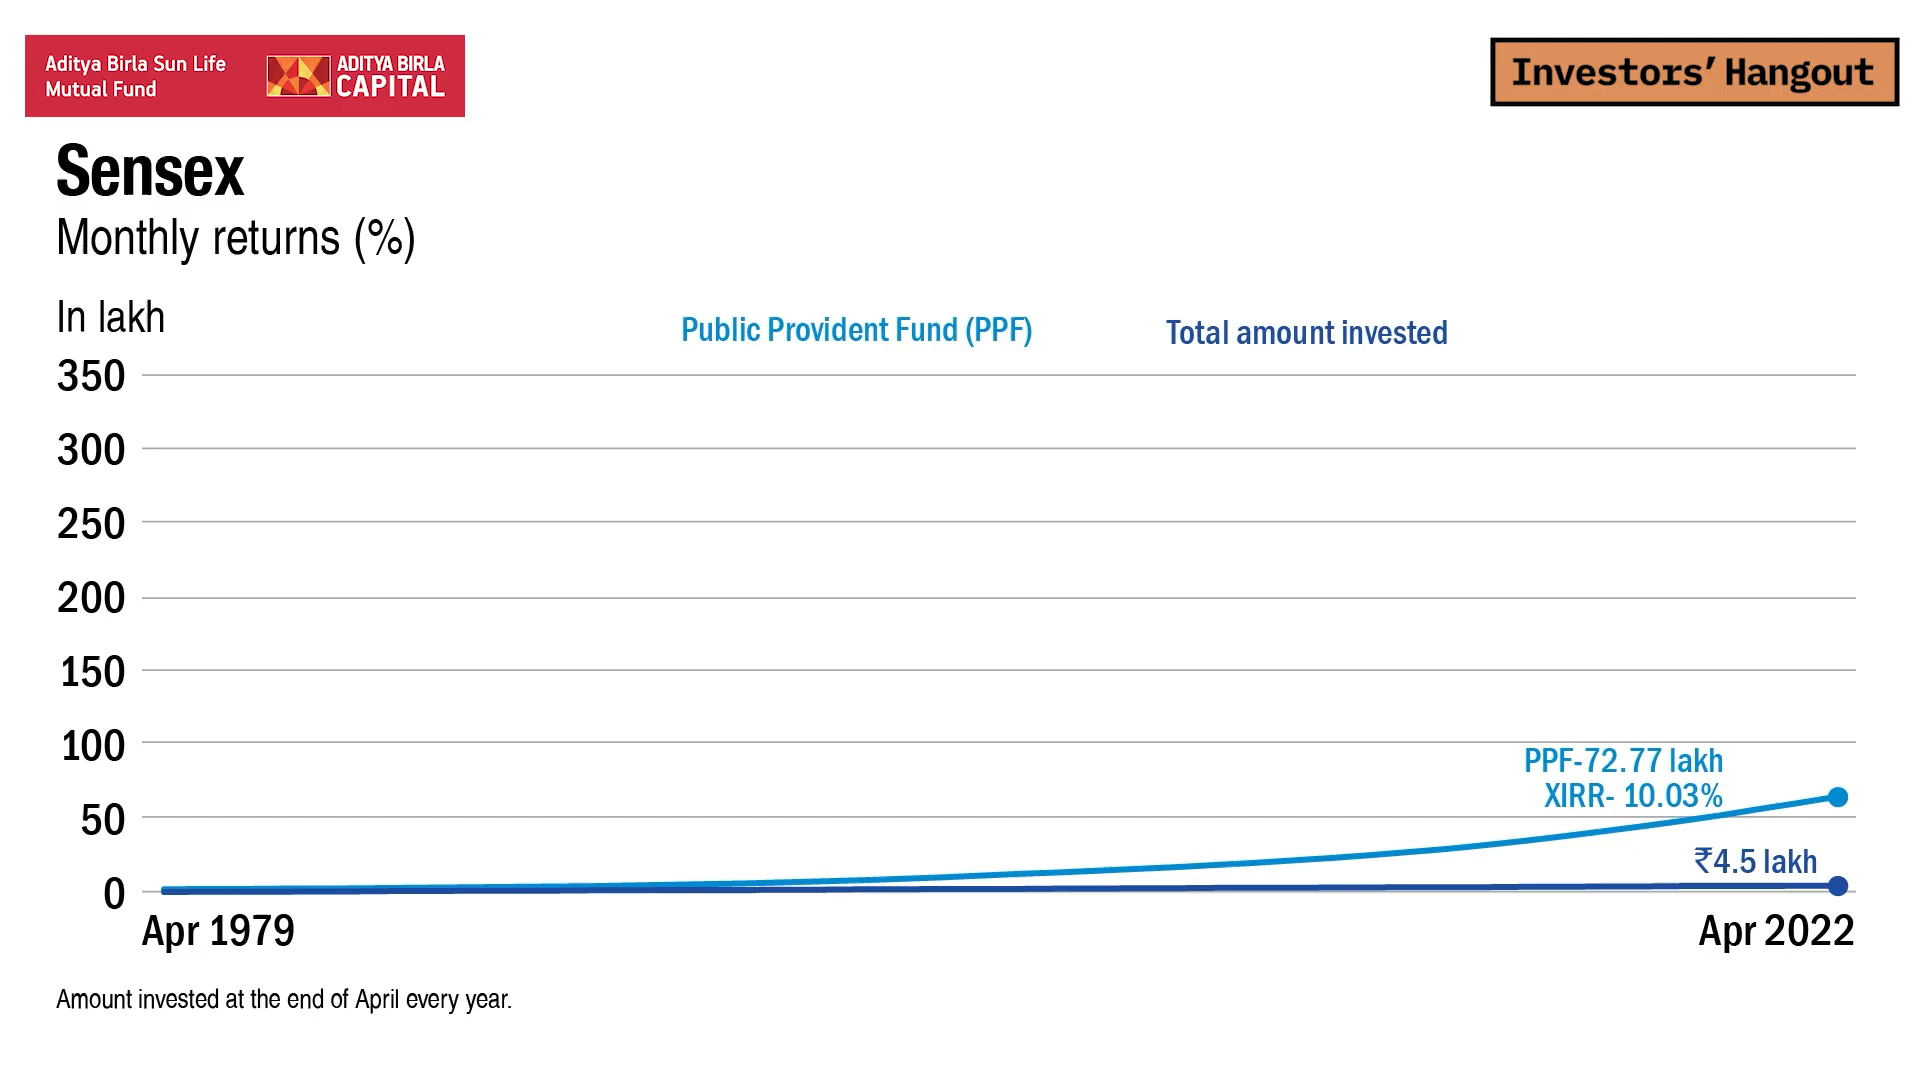 Aditya Birla Sun Life
Mutual Fund
ADITYA BIRLA
CAPITAL
Investors’ Hangout
Sensex
Monthly returns (%)
In lakh
Public Provident Fund (PPF)
Total amount invested
350
300
250
200
150
100
50
0
PPF-72.77 lakh
XIRR- 10.03%
₹4.5 lakh
Apr 1979
Apr 2022
Amount invested at the end of April every year.